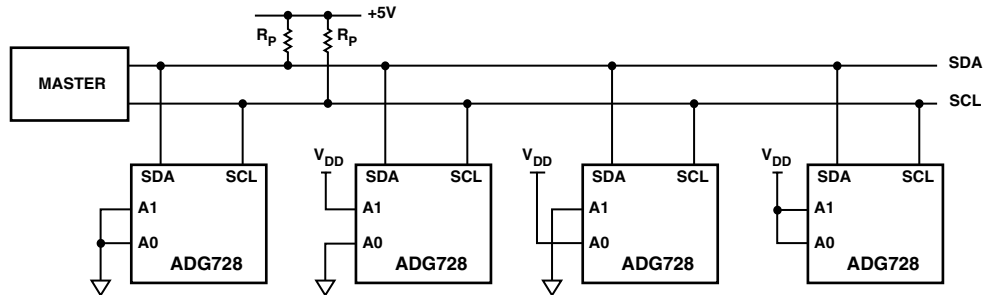 +5V
RP RP
SDA
MASTER
SCL
VDD VDD VDD
SDA SCL SDA SCL SDA SCL SDA SCL
A1 A1 A1 A1
A0 A0 A0 A0
ADG728 ADG728 ADG728 ADG728